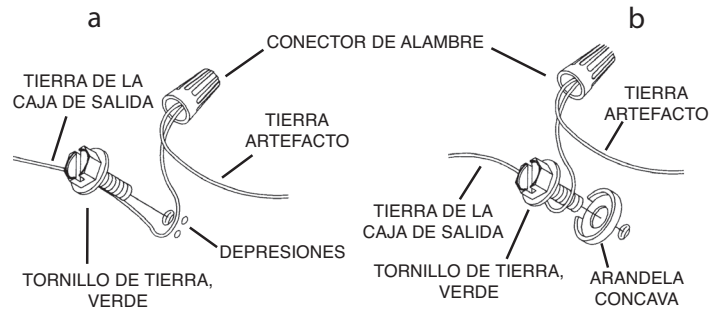 a
b
CONECTOR DE ALAMBRE
TIERRA DE LA
CAJA DE SALIDA
TIERRA
ARTEFACTO
DEPRESIONES
TORNILLO DE TIERRA,
VERDE
TIERRA
ARTEFACTO
TIERRA DE LA
CAJA DE SALIDA
TORNILLO DE TIERRA,
VERDE
ARANDELA
CONCAVA